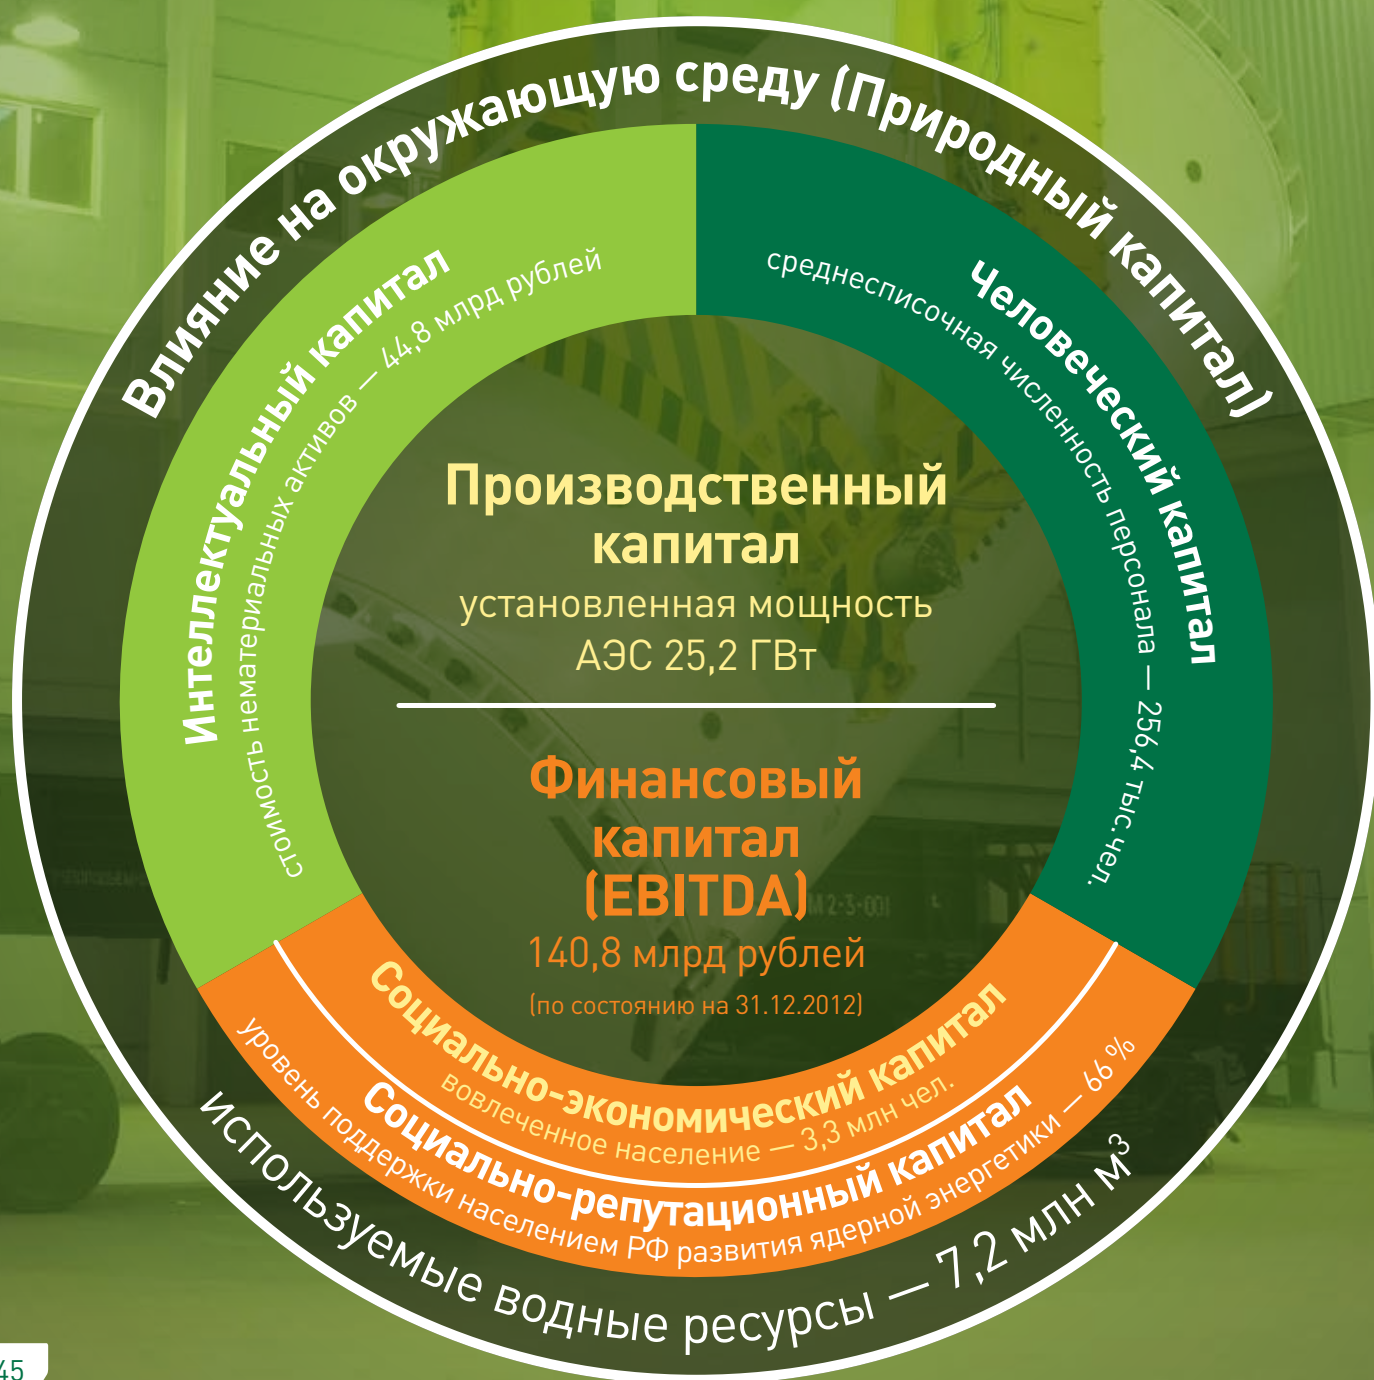 Влияние на окружающую среду (Природный капитал)
Интеллектуальный капитал
стоимость нематериальных активов — 44,8 млрд рублей
Человеческий капитал
среднесписочная численность персонала — 256,4 тыс. чел.
Производственный
капитал
установленная мощность
АЭС 25,2 ГВт
Финансовый
капитал
(EBITDA)
140,8 млрд рублей
(по состоянию на 31.12.2012)
Социально-экономический капитал
вовлеченное население — 3,3 млн чел.
Социально-репутационный капитал
уровень поддержки населением РФ развития ядерной энергетики — 66 %
используемые водные ресурсы — 7,2 млн м³
45